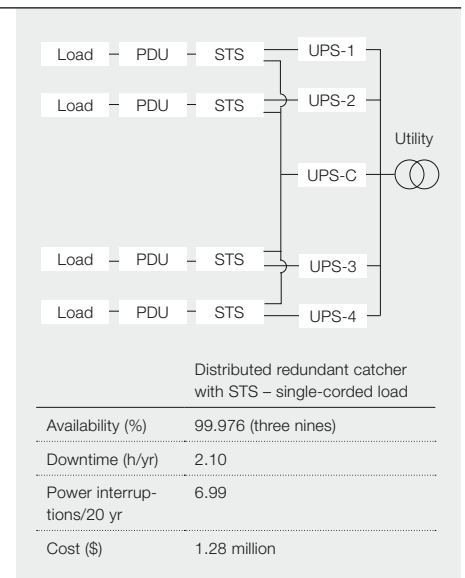 Load PDU STS UPS-1
Load PDU STS UPS-2
Utility
UPS-C
Load PDU STS UPS-3
Load PDU STS UPS-4
Distributed redundant catcher
with STS – single-corded load
Availability (%) 99.976 (three nines)
Downtime (h/yr) 2.10
Power interrup- 6.99
tions/20 yr
Cost ($) 1.28 million